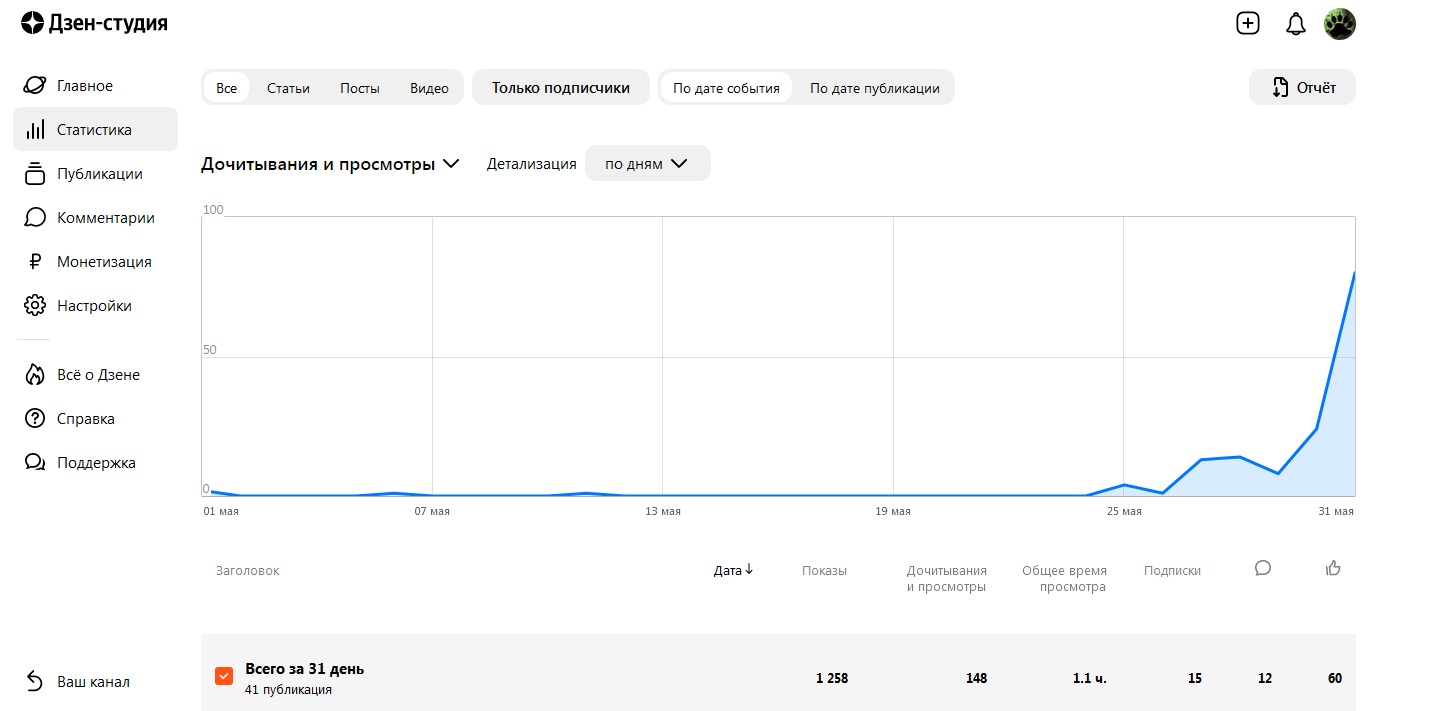 Дзен-студия
Главное
Статистика
Публикации
Комментарии
Монетизация
Настройки
Всё о Дзене
Справка
Поддержка
Ваш канал
Все Статьи Посты Видео Только подписчики По дате события По дате публикации Отчёт
Дочитывания и просмотры Детализация по дням
100
50
0
01 мая 07 мая 13 мая 19 мая 25 мая 31 мая
Заголовок Дата↓ Показы Дочитывания Общее время Подписки
и просмотры просмотра
Всего за 31 день 1 258 148 1.1 ч. 15 12 60
41 публикация